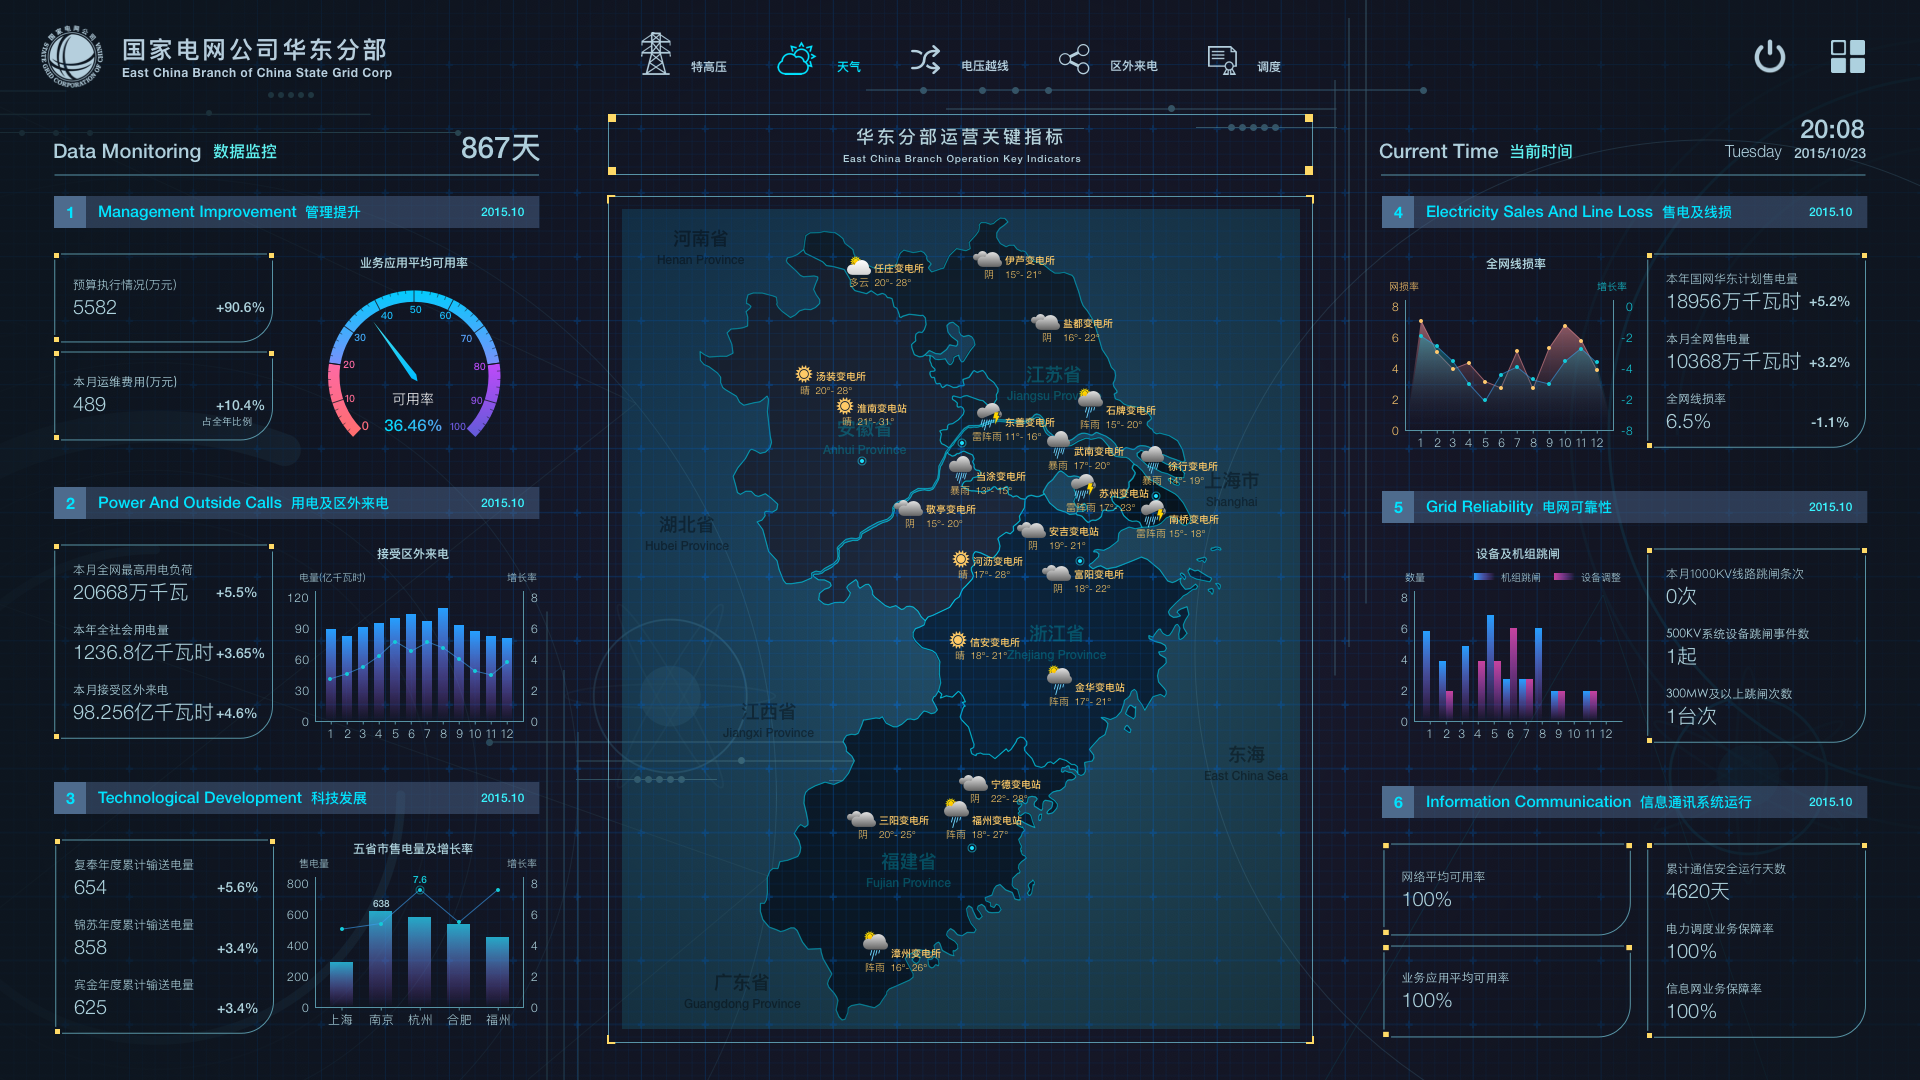 国家电网公司华东分部
East China Branch of China State Grid Corp
特高压
天气
电压越线
区外来电
调度
Data Monitoring 数据监控
867天
华东分部运营关键指标
East China Branch Operation Key Indicators
Current Time 当前时间
20:08
Tuesday 2015/10/23
1 Management Improvement 管理提升 2015.10
预算执行情况(万元)
5582 +90.6%
本月运维费用(万元)
489 +10.4%
占全年比例
业务应用平均可用率
0 10 20 30 40 50 60 70 80 90 100
可用率
36.46%
2 Power And Outside Calls 用电及区外来电 2015.10
本月全网最高用电负荷
20668万千瓦 +5.5%
本年全社会用电量
1236.8亿千瓦时 +3.65%
本月接受区外来电
98.256亿千瓦时 +4.6%
接受区外来电
电量(亿千瓦时) 增长率
120 90 60 30 0
8 6 4 2 0
1 2 3 4 5 6 7 8 9 10 11 12
3 Technological Development 科技发展 2015.10
复奉年度累计输送电量
654 +5.6%
锦苏年度累计输送电量
858 +3.4%
宾金年度累计输送电量
625 +3.4%
五省市售电量及增长率
售电量 增长率
800 600 400 200 0
8 6 4 2 0
638
7.6
上海 南京 杭州 合肥 福州
河南省
Henan Province
任庄变电所
多云 20°- 28°
伊芦变电所
阴 15°- 21°
盐都变电所
阴 16°- 22°
汤装变电所
晴 20°- 28°
淮南变电站
晴 21°- 31°
安徽省
Anhui Province
江苏省
Jiangsu Province
石牌变电所
阵雨 15°- 20°
东善变电所
雷阵雨 11°- 16°
武南变电所
暴雨 17°- 20°
徐行变电所
暴雨 14°- 19°
上海市
Shanghai
当涂变电所
暴雨 13°- 15°
苏州变电站
雷阵雨 17°- 23°
敬亭变电所
阴 15°- 20°
南桥变电所
雷阵雨 15°- 18°
湖北省
Hubei Province
安吉变电站
阴 19°- 21°
河沥变电所
晴 17°- 28°
富阳变电所
阴 18°- 22°
信安变电所
晴 18°- 21°
浙江省
Zhejiang Province
金华变电站
阵雨 17°- 21°
江西省
Jiangxi Province
东海
East China Sea
宁德变电站
阴 22°- 28°
三阳变电所
阴 20°- 25°
福州变电站
阵雨 18°- 27°
福建省
Fujian Province
漳州变电所
阵雨 16°- 26°
广东省
Guangdong Province
4 Electricity Sales And Line Loss 售电及线损 2015.10
全网线损率
网损率 增长率
8 6 4 2 0
0 -2 -4 -2 -8
1 2 3 4 5 6 7 8 9 10 11 12
本年国网华东计划售电量
18956万千瓦时 +5.2%
本月全网售电量
10368万千瓦时 +3.2%
全网线损率
6.5% -1.1%
5 Grid Reliability 电网可靠性 2015.10
设备及机组跳闸
数量 机组跳闸 设备调整
8 6 4 2 0
1 2 3 4 5 6 7 8 9 10 11 12
本月1000KV线路跳闸条次
0次
500KV系统设备跳闸事件数
1起
300MW及以上跳闸次数
1台次
6 Information Communication 信息通讯系统运行 2015.10
网络平均可用率
100%
业务应用平均可用率
100%
累计通信安全运行天数
4620天
电力调度业务保障率
100%
信息网业务保障率
100%